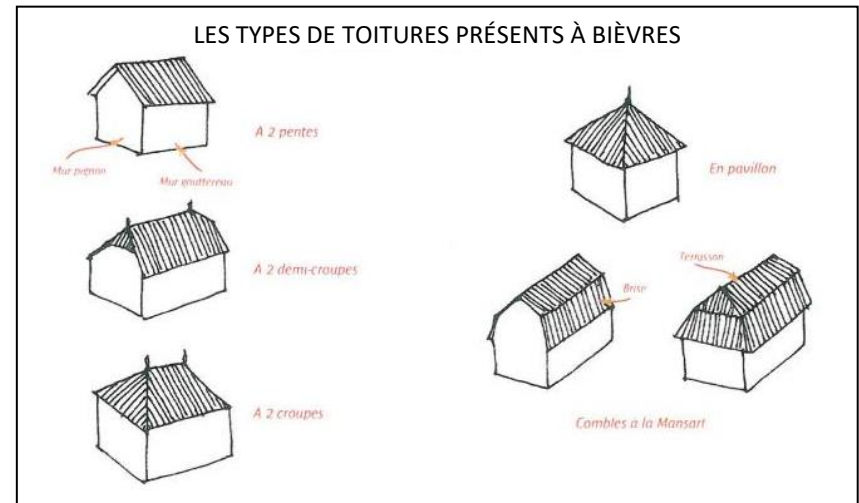 LES TYPES DE TOITURES PRÉSENTS À BIÈVRES
À 2 pentes
Mur pignon
Mur gouttereau
À 2 demi-croupes
À 2 croupes
En pavillon
Terrasson
Brise
Combles à la Mansart